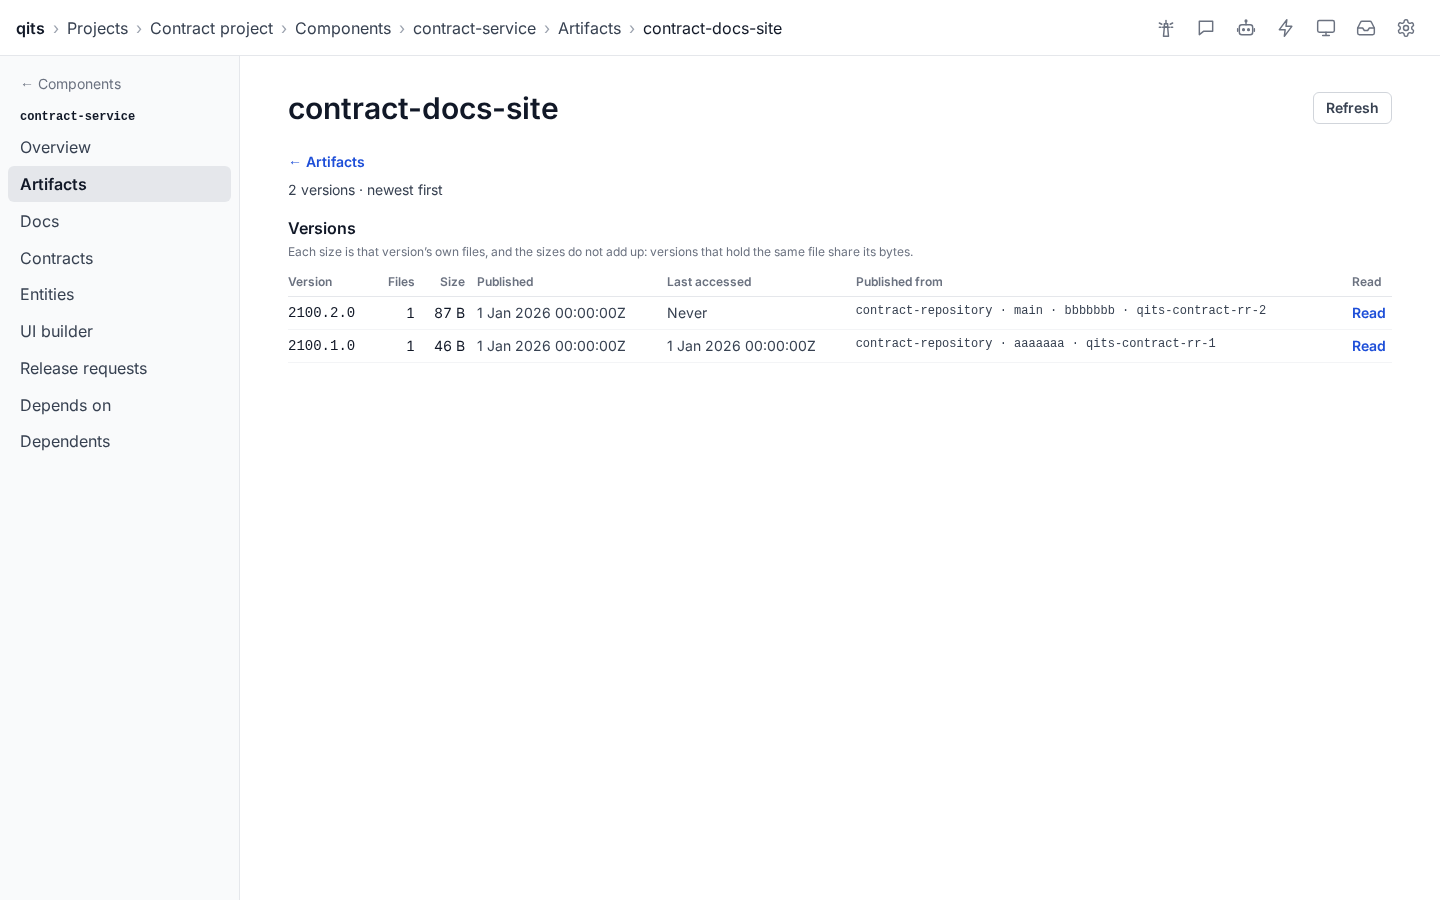 qits › Projects › Contract project › Components › contract-service › Artifacts › contract-docs-site
← Components
contract-service
Overview
Artifacts
Docs
Contracts
Entities
UI builder
Release requests
Depends on
Dependents
contract-docs-site
Refresh
← Artifacts
2 versions · newest first
Versions
Each size is that version’s own files, and the sizes do not add up: versions that hold the same file share its bytes.
Version Files Size Published Last accessed Published from Read
2100.2.0 1 87 B 1 Jan 2026 00:00:00Z Never contract-repository · main · bbbbbbb · qits-contract-rr-2 Read
2100.1.0 1 46 B 1 Jan 2026 00:00:00Z 1 Jan 2026 00:00:00Z contract-repository · aaaaaaa · qits-contract-rr-1 Read